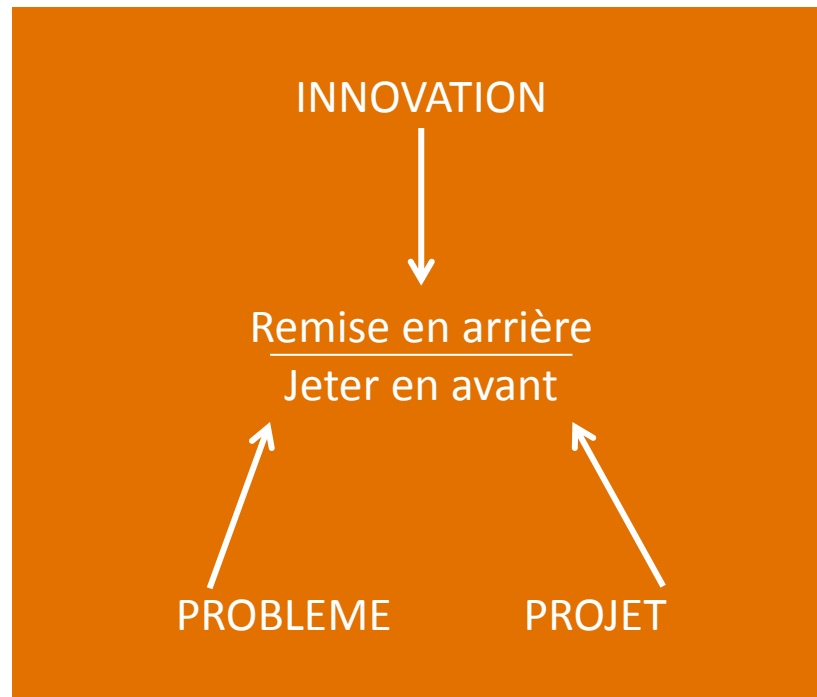 INNOVATION
Remise en arrière
Jeter en avant
PROBLEME PROJET